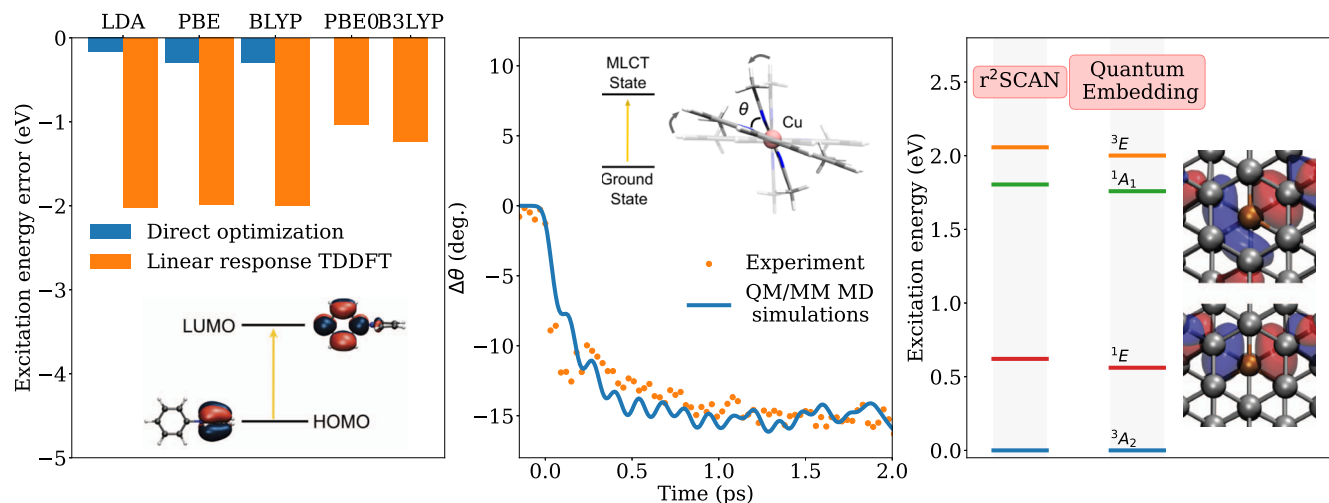 LDA PBE BLYP PBE0 B3LYP
0
−1
−2
−3
−4
−5
Excitation energy error (eV)
Direct optimization
Linear response TDDFT
LUMO
HOMO
5
0
−5
−10
−15
Δθ (deg.)
MLCT
State
Ground
State
θ
Cu
Experiment
QM/MM MD
simulations
0.0 0.5 1.0 1.5 2.0
Time (ps)
2.5
2.0
1.5
1.0
0.5
0.0
Excitation energy (eV)
r²SCAN
Quantum
Embedding
³E
¹A₁
¹E
³A₂